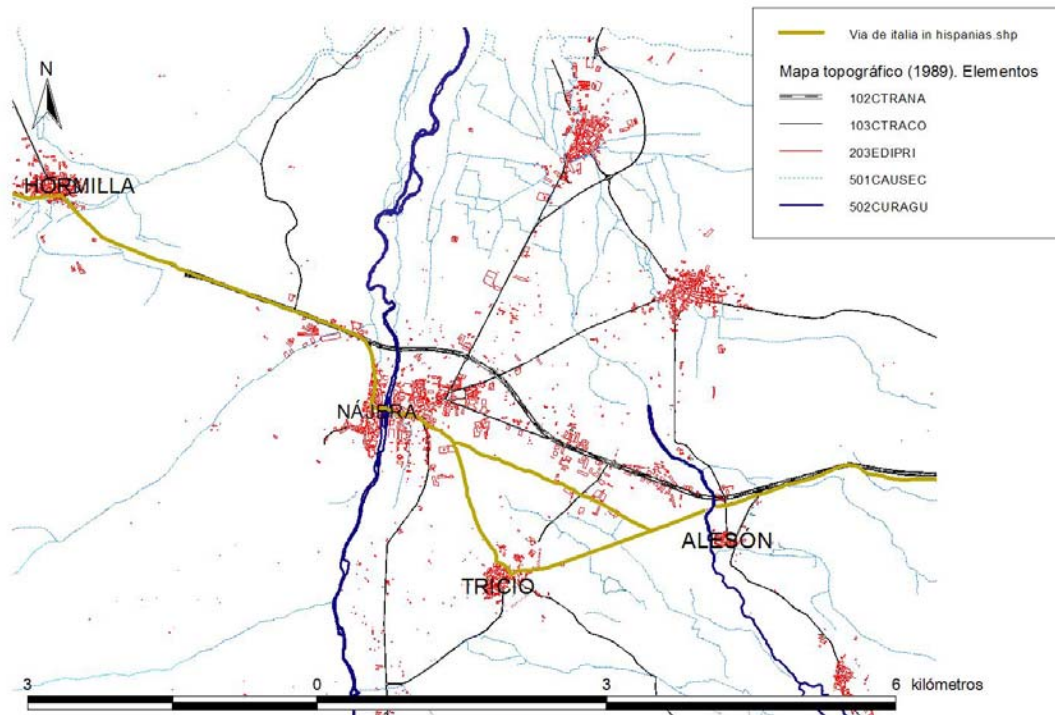 Via de italia in hispanias.shp
Mapa topográfico (1989). Elementos
102CTRANA
103CTRACO
203EDIPRI
501CAUSEC
502CURAGU
N
HORMILLA
NÁJERA
ALESÓN
TRICIO
3 0 3 6 kilómetros